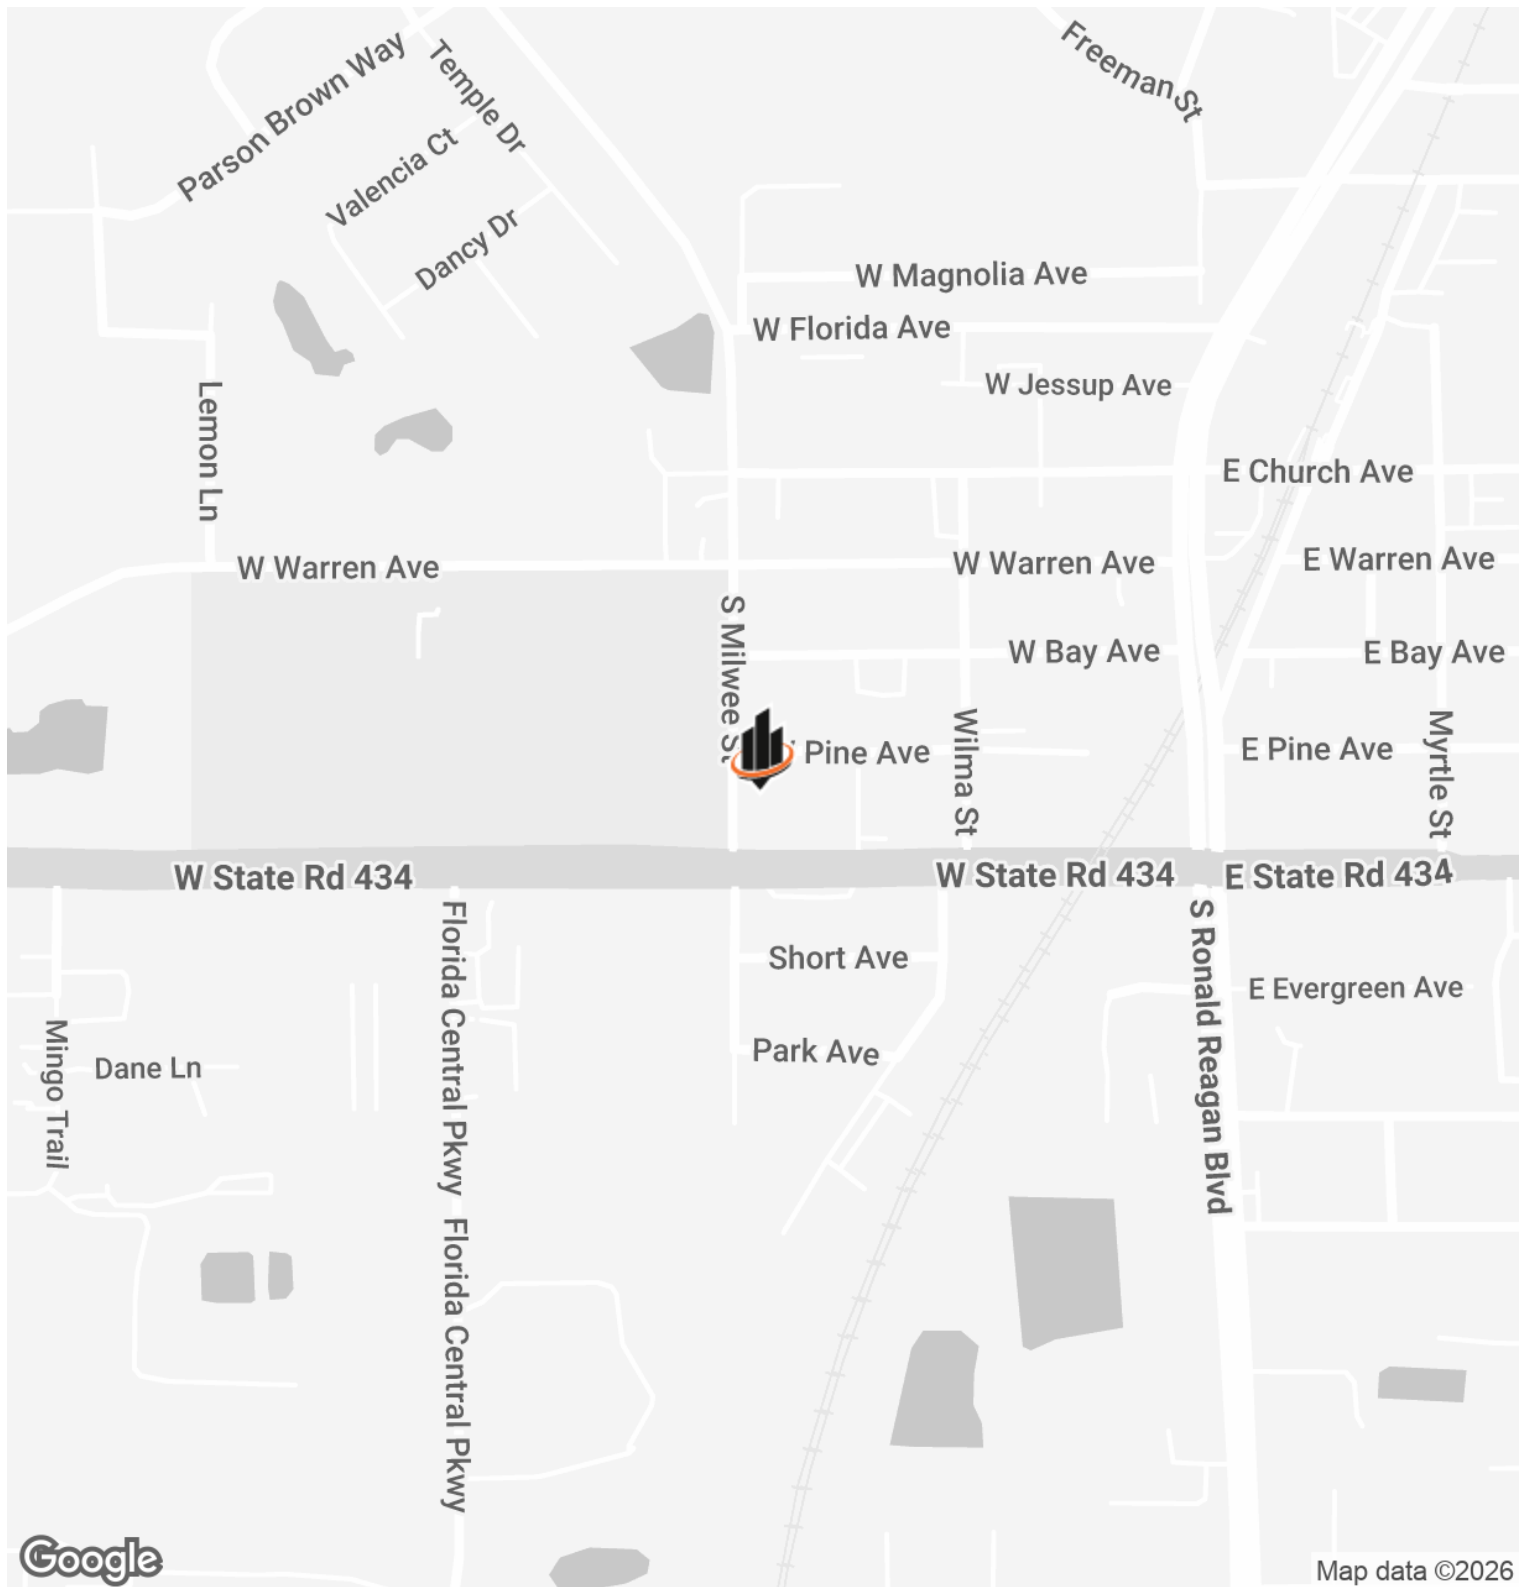 Freeman St
Parson Brown Way
Temple Dr
Valencia Ct
Dancy Dr
W Magnolia Ave
W Florida Ave
W Jessup Ave
Lemon Ln
E Church Ave
W Warren Ave
W Warren Ave
E Warren Ave
S Milwee St
W Bay Ave
E Bay Ave
Pine Ave
Wilma St
E Pine Ave
Myrtle St
W State Rd 434
W State Rd 434
E State Rd 434
Florida Central Pkwy
Short Ave
S Ronald Reagan Blvd
E Evergreen Ave
Mingo Trail
Dane Ln
Park Ave
Florida Central Pkwy
Google
Map data ©2026